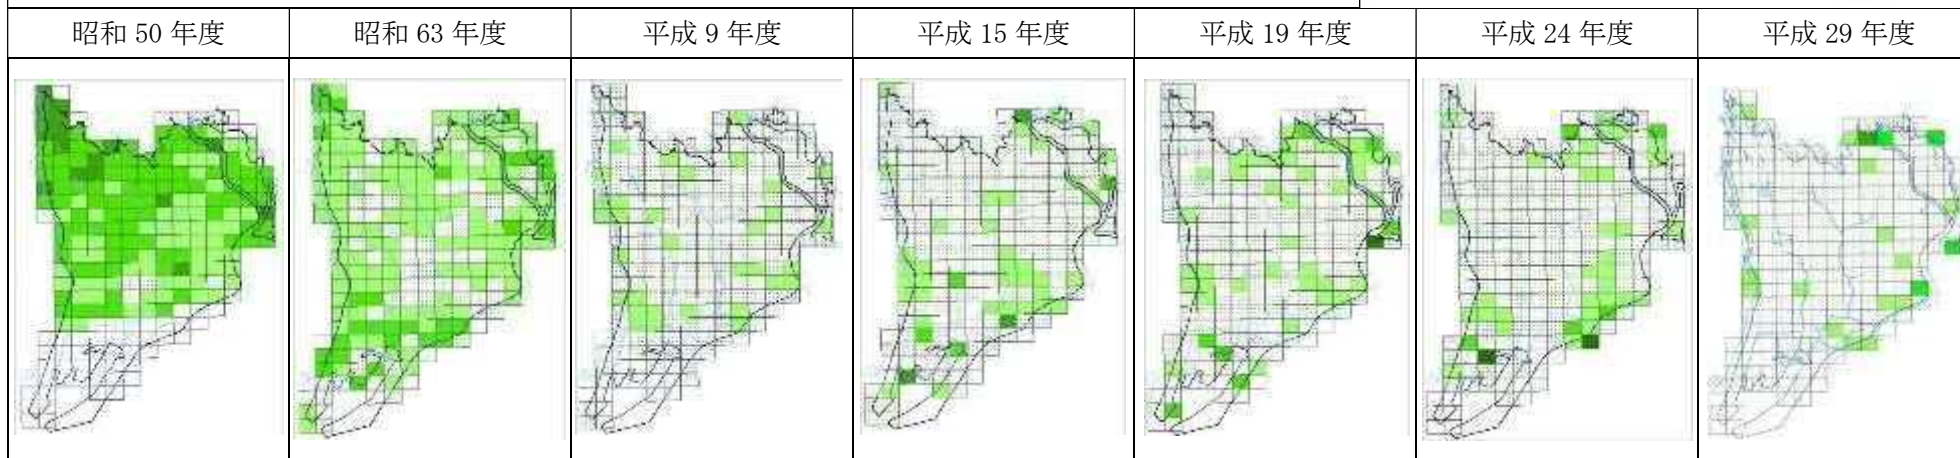 昭和 50 年度
昭和 63 年度
平成 9 年度
平成 15 年度
平成 19 年度
平成 24 年度
平成 29 年度